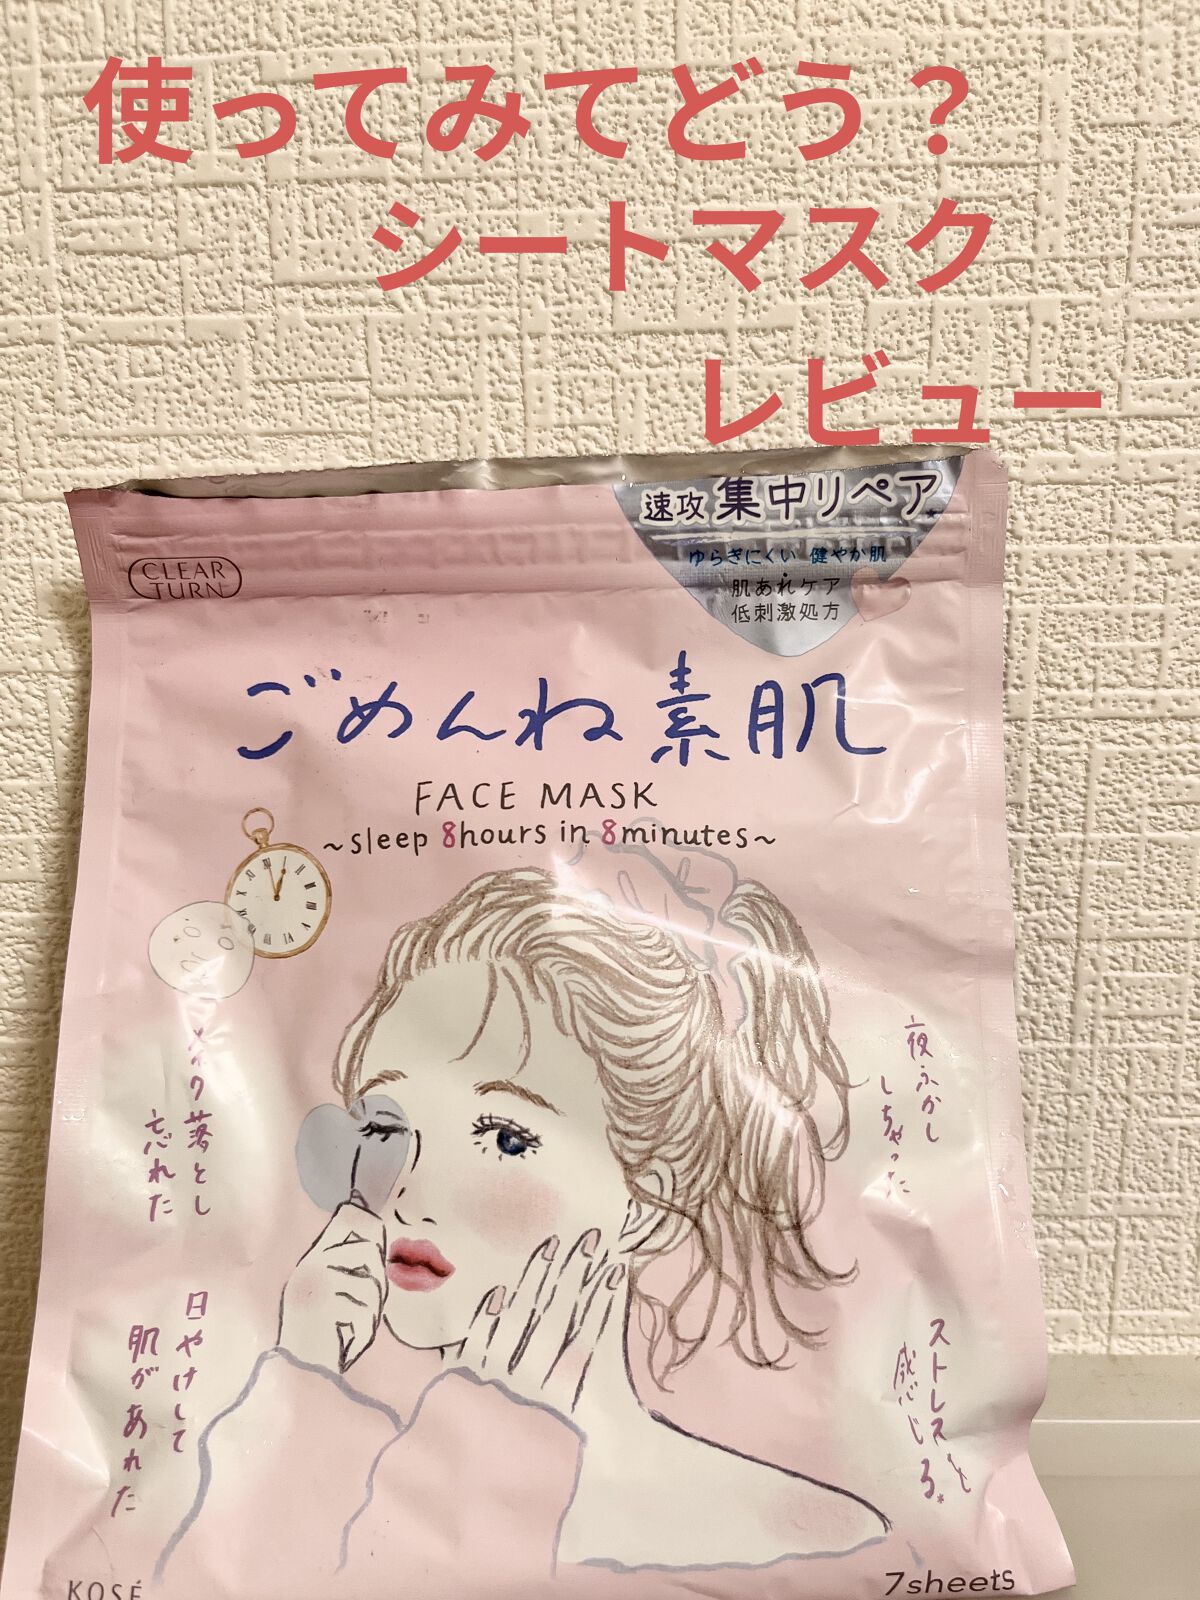 使ってみてどう？
シートマスク
レビュー
速攻 集中リペア*
ゆらぎにくい 健やか肌
肌あれケア
低刺激処方
CLEAR
TURN
ごめんね素肌
FACE MASK
～sleep 8hours in 8minutes～
夜ふかし
しちゃった
メイク落とし
忘れた
ストレスを
感じる*
日やけして
肌があれた
KOSÉ
7sheets